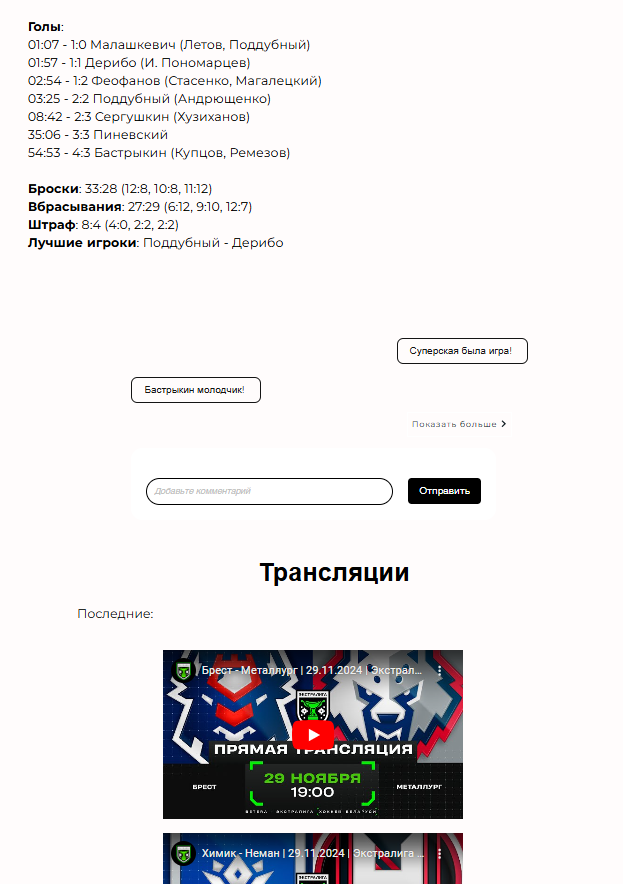 Голы:
01:07 - 1:0 Малашкевич (Летов, Поддубный)
01:57 - 1:1 Дерибо (И. Пономарцев)
02:54 - 1:2 Феофанов (Стасенко, Магалецкий)
03:25 - 2:2 Поддубный (Андрющенко)
08:42 - 2:3 Сергушкин (Хузиханов)
35:06 - 3:3 Пиневский
54:53 - 4:3 Бастрыкин (Купцов, Ремезов)
Броски: 33:28 (12:8, 10:8, 11:12)
Вбрасывания: 27:29 (6:12, 9:10, 12:7)
Штраф: 8:4 (4:0, 2:2, 2:2)
Лучшие игроки: Поддубный - Дерибо
Суперская была игра!
Бастрыкин молодчик!
Показать больше
Добавьте комментарий
Отправить
Трансляции
Последние:
Брест - Металлург | 29.11.2024 | Экстрал...
ЭКСТРАЛИГА
ПРЯМАЯ ТРАНСЛЯЦИЯ
29 НОЯБРЯ
19:00
БРЕСТ
МЕТАЛЛУРГ
BETERA - ЭКСТРАЛИГА ХОККЕЯ БЕЛАРУСИ
Химик - Неман | 29.11.2024 | Экстралига ...
ЭКСТРАЛИГА